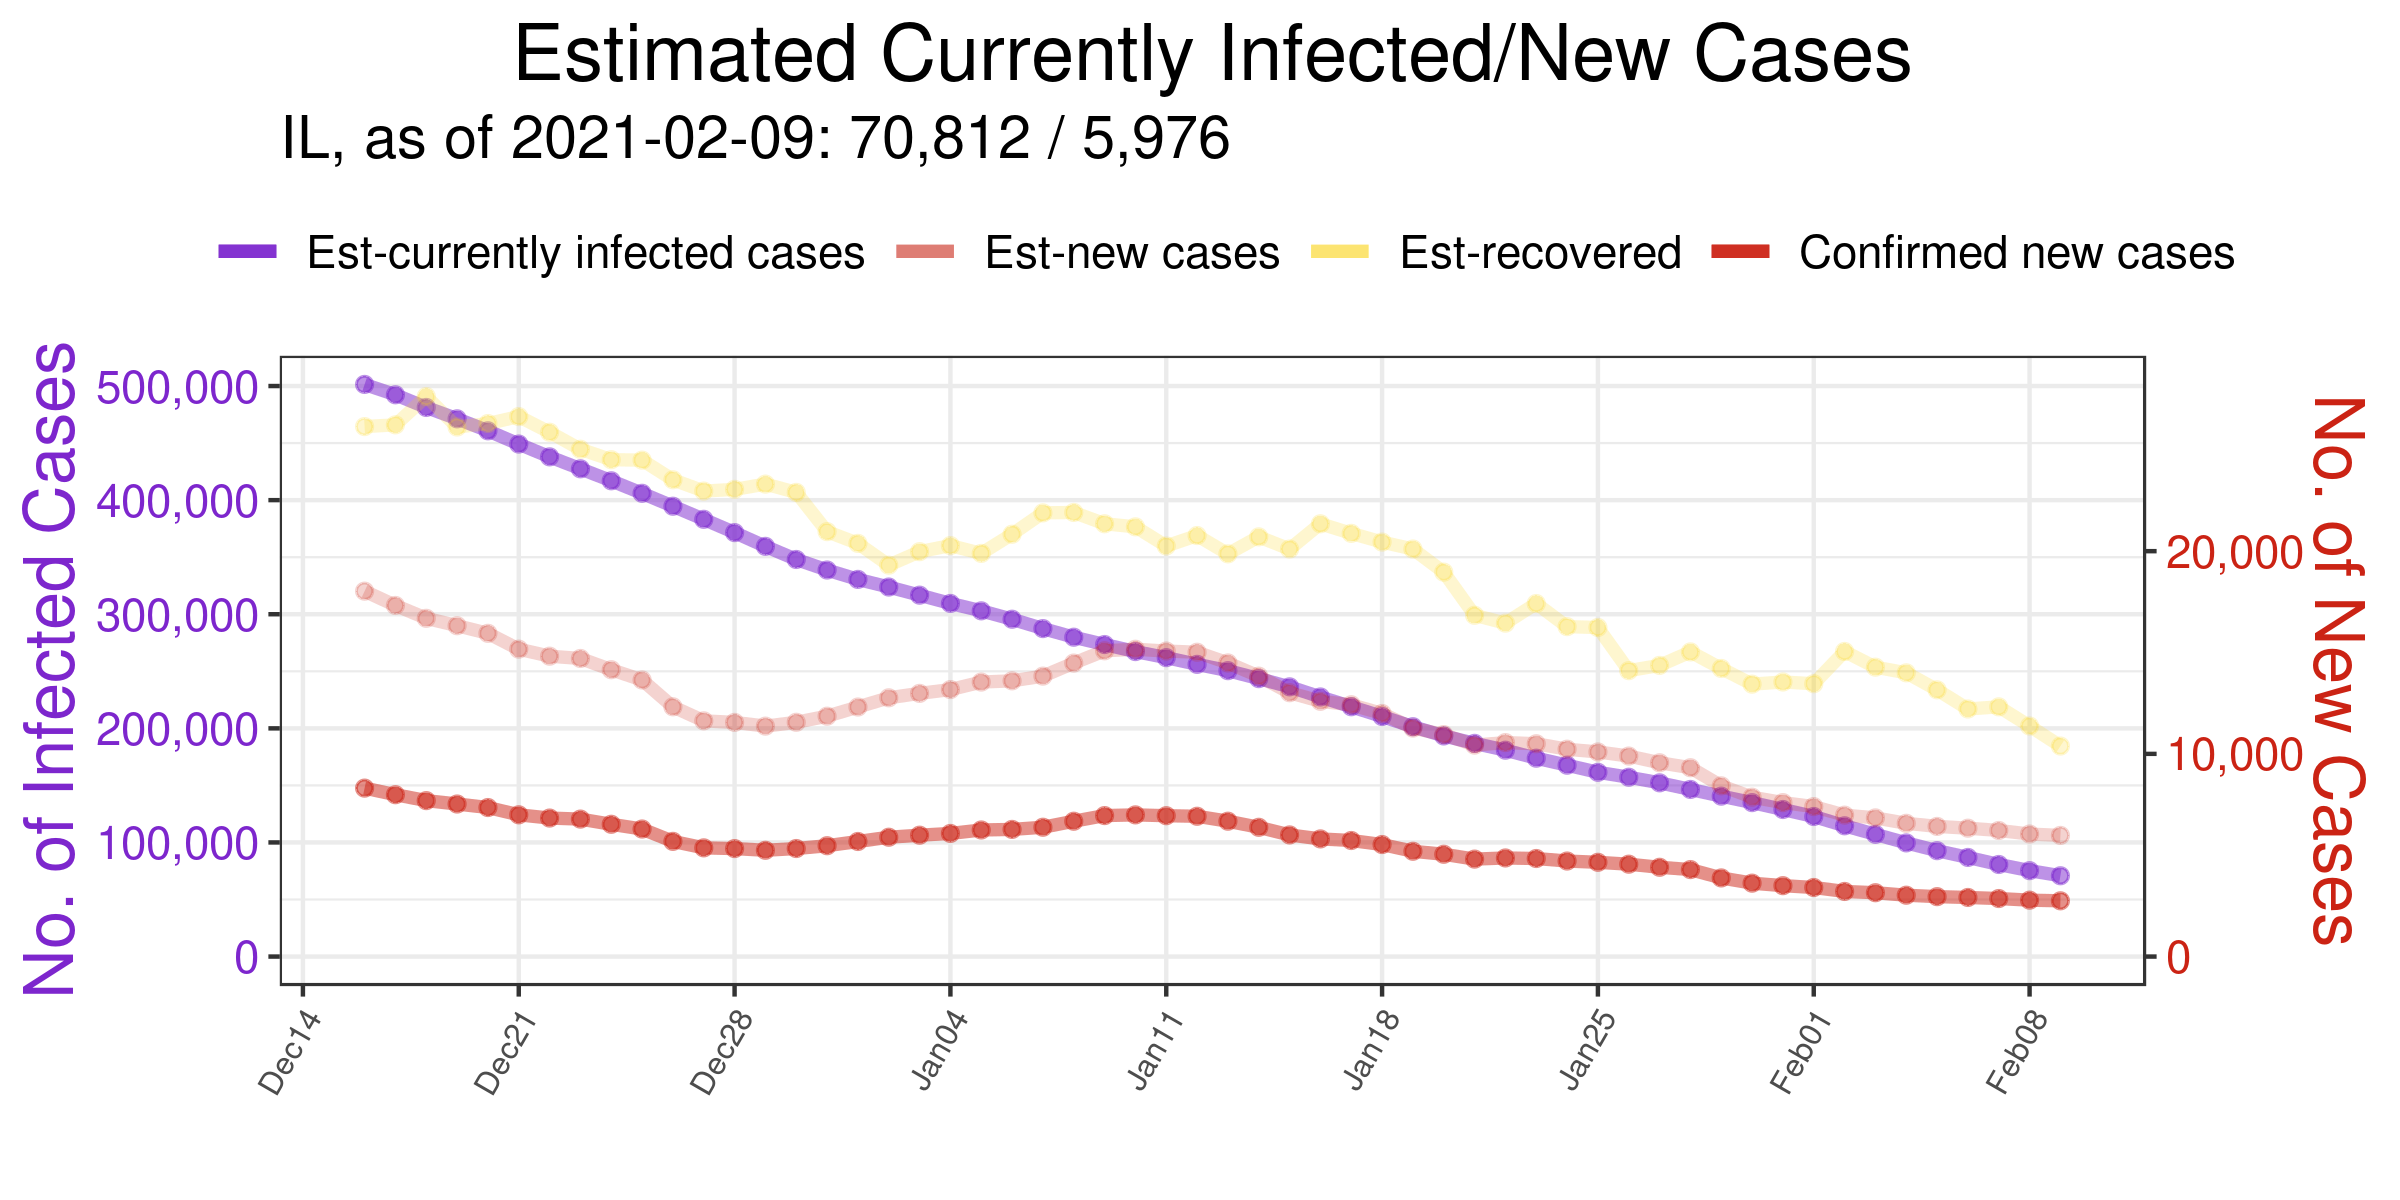 Estimated Currently Infected/New Cases
IL, as of 2021-02-09: 70,812 / 5,976
Est-currently infected cases Est-new cases Est-recovered Confirmed new cases
No. of Infected Cases
500,000
400,000
300,000
200,000
100,000
0
20,000
10,000
0
No. of New Cases
Dec14 Dec21 Dec28 Jan04 Jan11 Jan18 Jan25 Feb01 Feb08